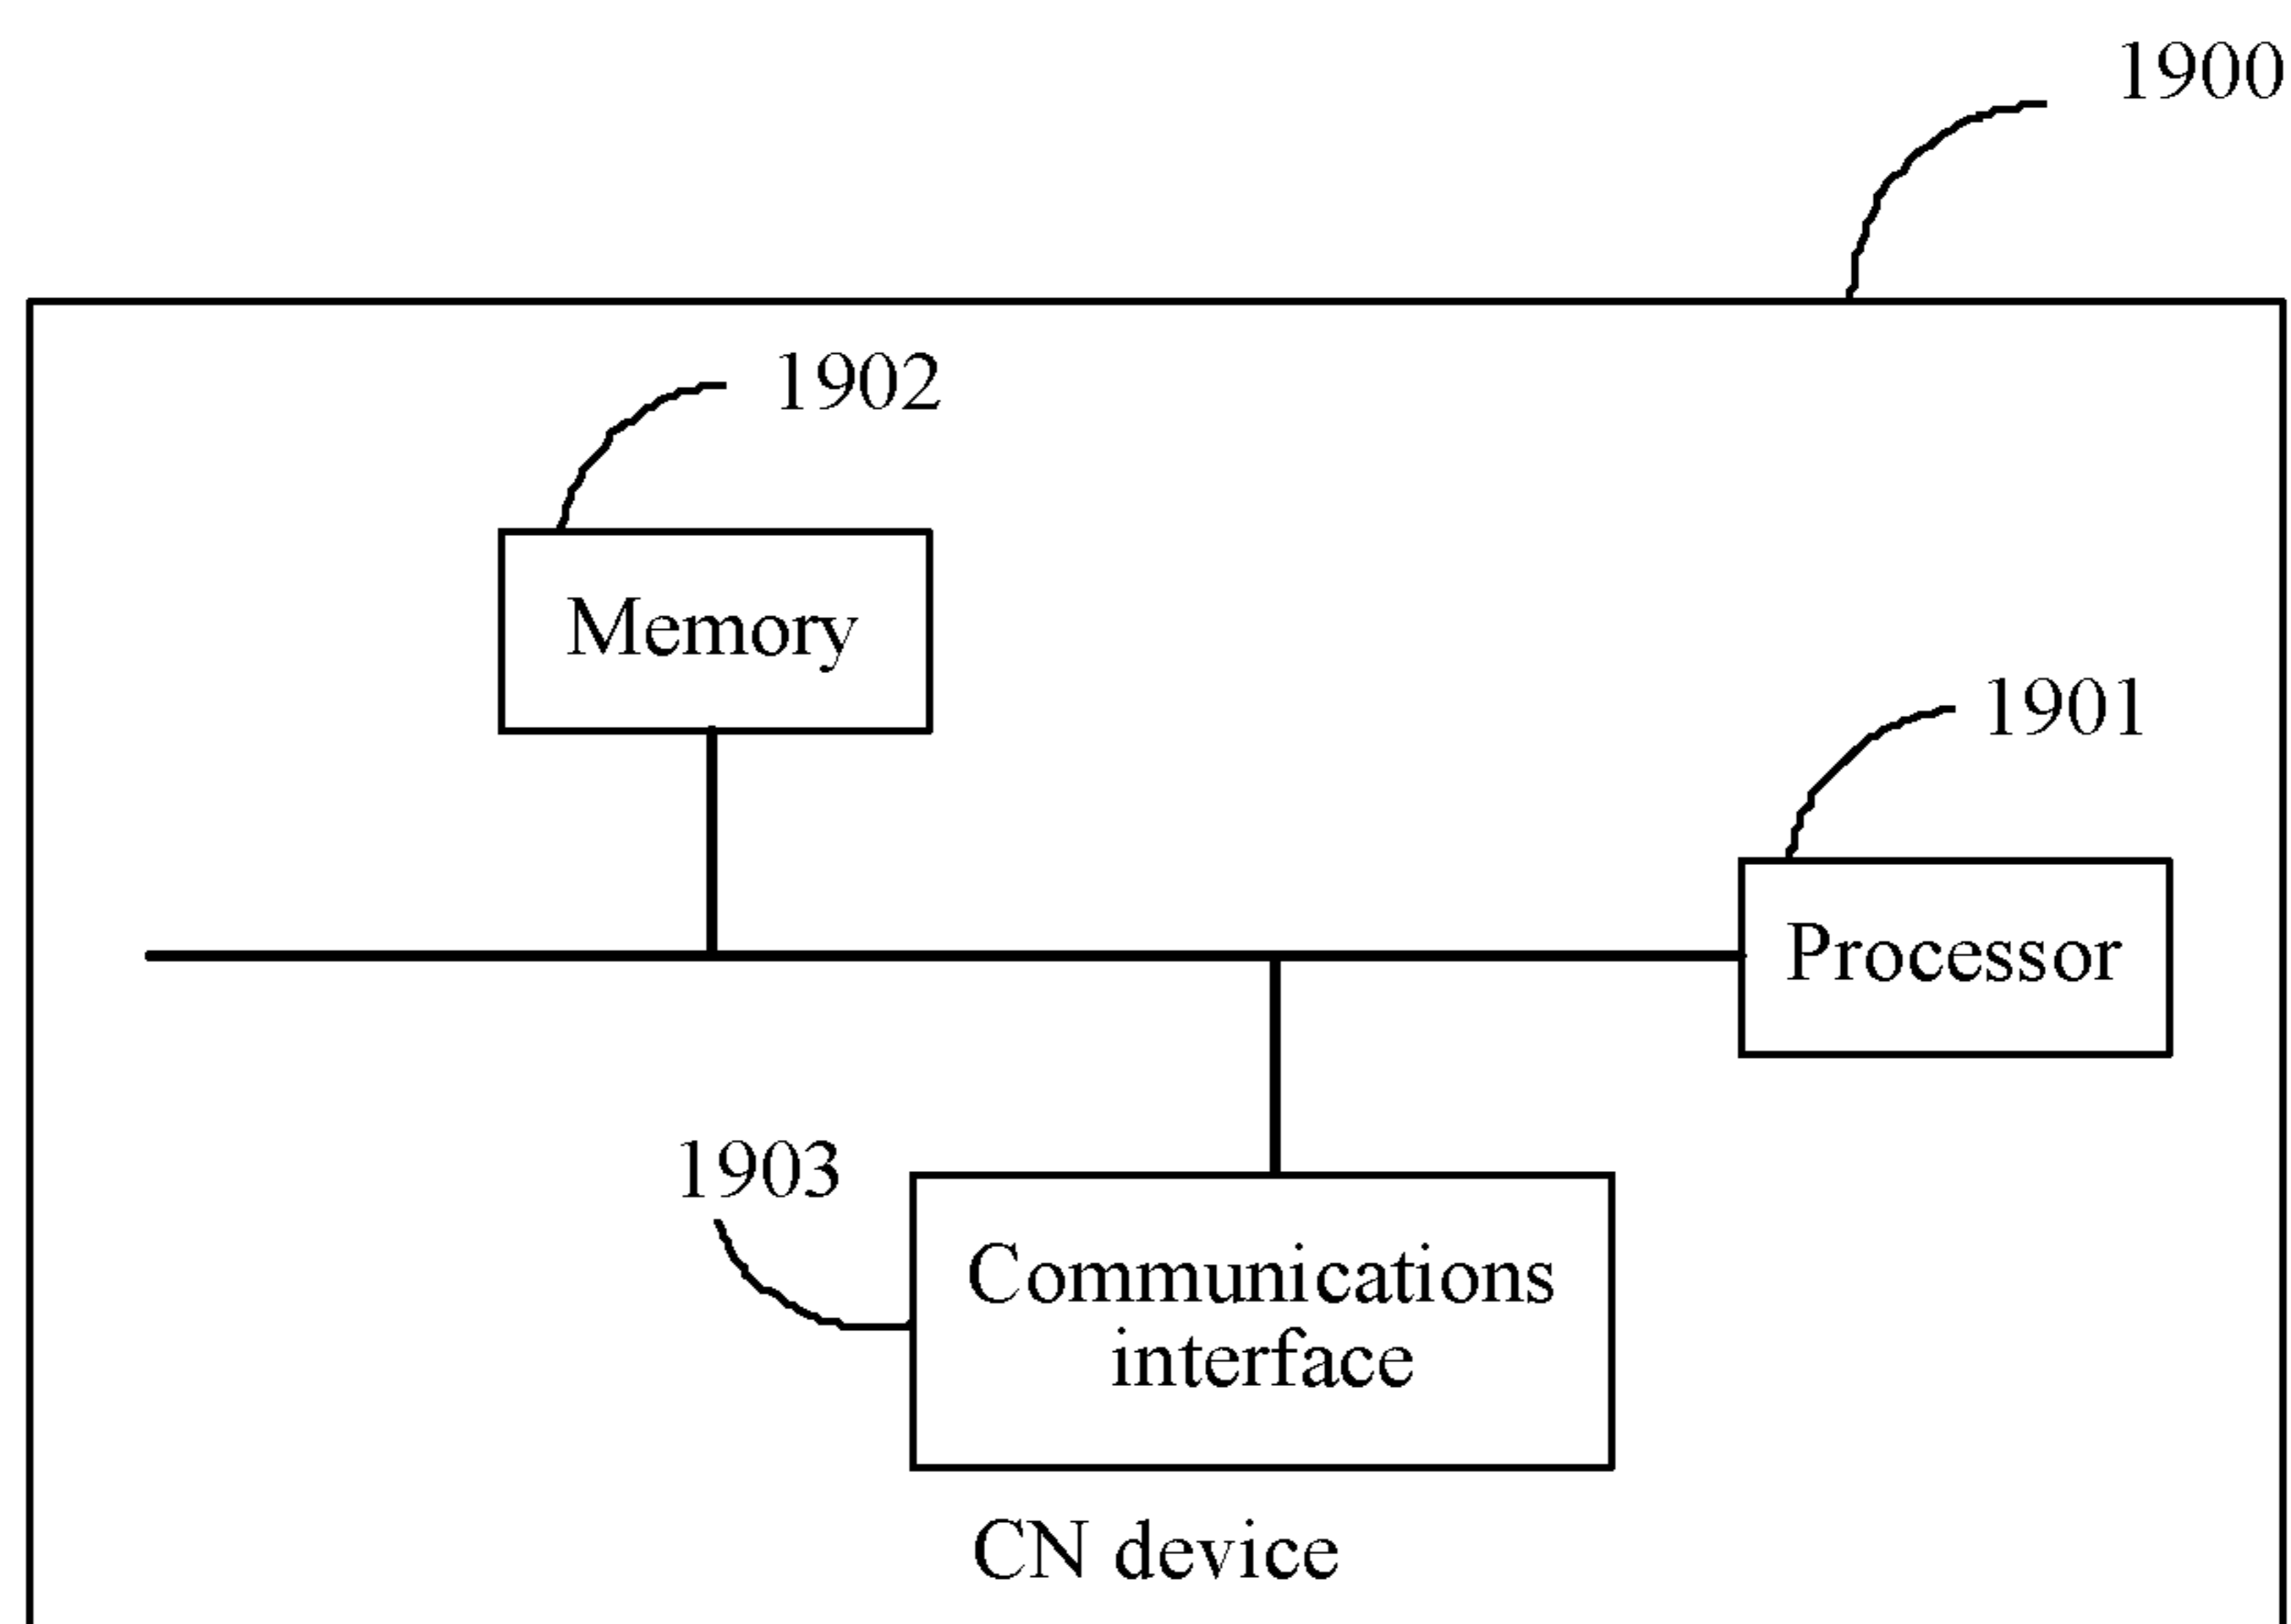 1900
1902
Memory
1901
Processor
1903
Communications
interface
CN device